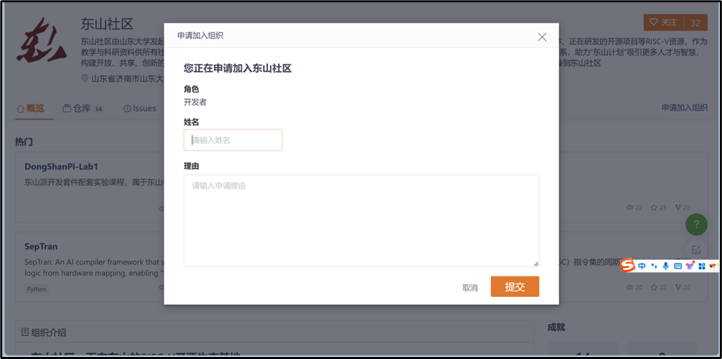 东山社区
关注 32
申请加入组织
您正在申请加入东山社区
角色
开发者
姓名
请输入姓名
理由
请输入申请理由
取消
提交
东山社区由山东大学发起
教学与科研资料供所有社
构建开放、共享、创新的
山东省济南市山东大
、正在研发的开源项目等RISC-V资源，作为
系，助力“东山计划”吸引更多人才与智慧，
概览
仓库 14
Issues
申请加入组织
热门
DongShanPi-Lab1
东山派开发套件配套实验课程，属于东山
22 25 22
SepTran
SepTran: An AI compiler framework that s
logic from hardware mapping, enabling "
Python
指令集的周期
20 22 22
?
中
组织介绍
成就